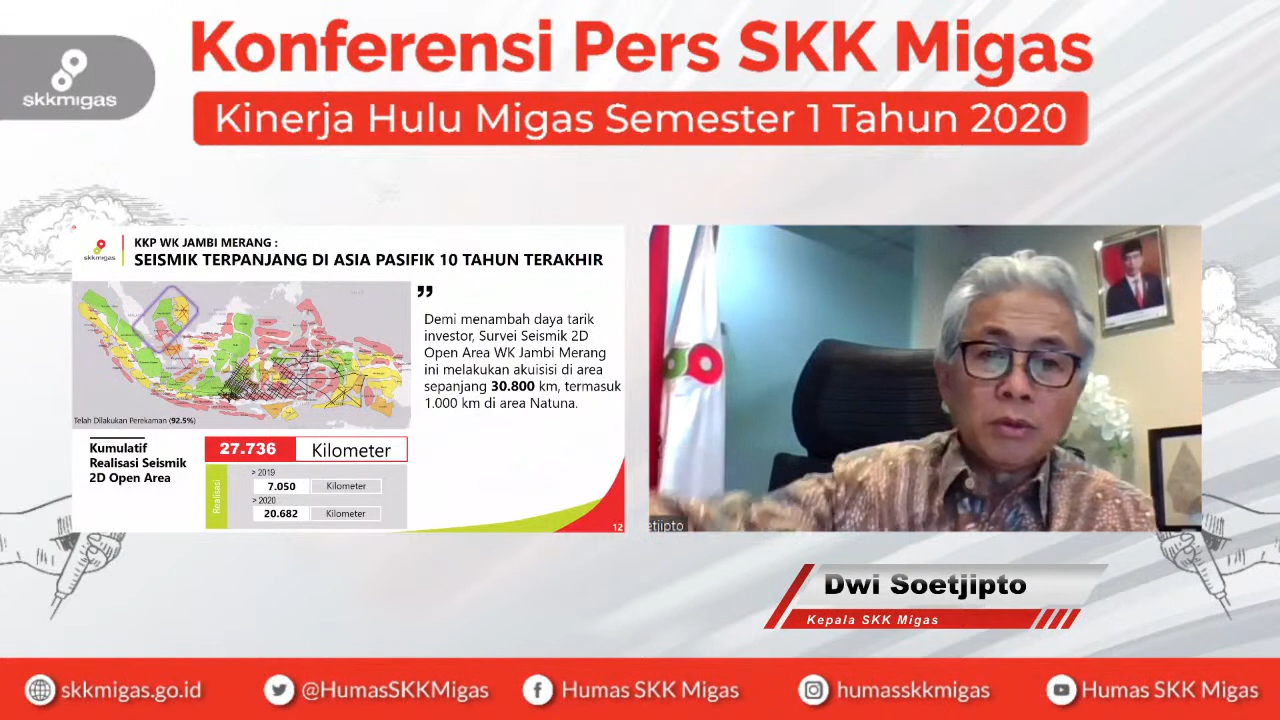 Konferensi Pers SKK Migas
skkmigas
Kinerja Hulu Migas Semester 1 Tahun 2020
skkmigas
KKP WK JAMBI MERANG :
SEISMIK TERPANJANG DI ASIA PASIFIK 10 TAHUN TERAKHIR
Demi menambah daya tarik
investor, Survei Seismik 2D
Open Area WK Jambi Merang
ini melakukan akuisisi di area
sepanjang 30.800 km, termasuk
1.000 km di area Natuna.
Telah Dilakukan Perekaman (92.5%)
Kumulatif
Realisasi Seismik
2D Open Area
27.736 Kilometer
Realisasi
> 2019
7.050 Kilometer
> 2020
20.682 Kilometer
12
etjipto
Dwi Soetjipto
Kepala SKK Migas
skkmigas.go.id @HumasSKKMigas Humas SKK Migas humasskkmigas Humas SKK Migas